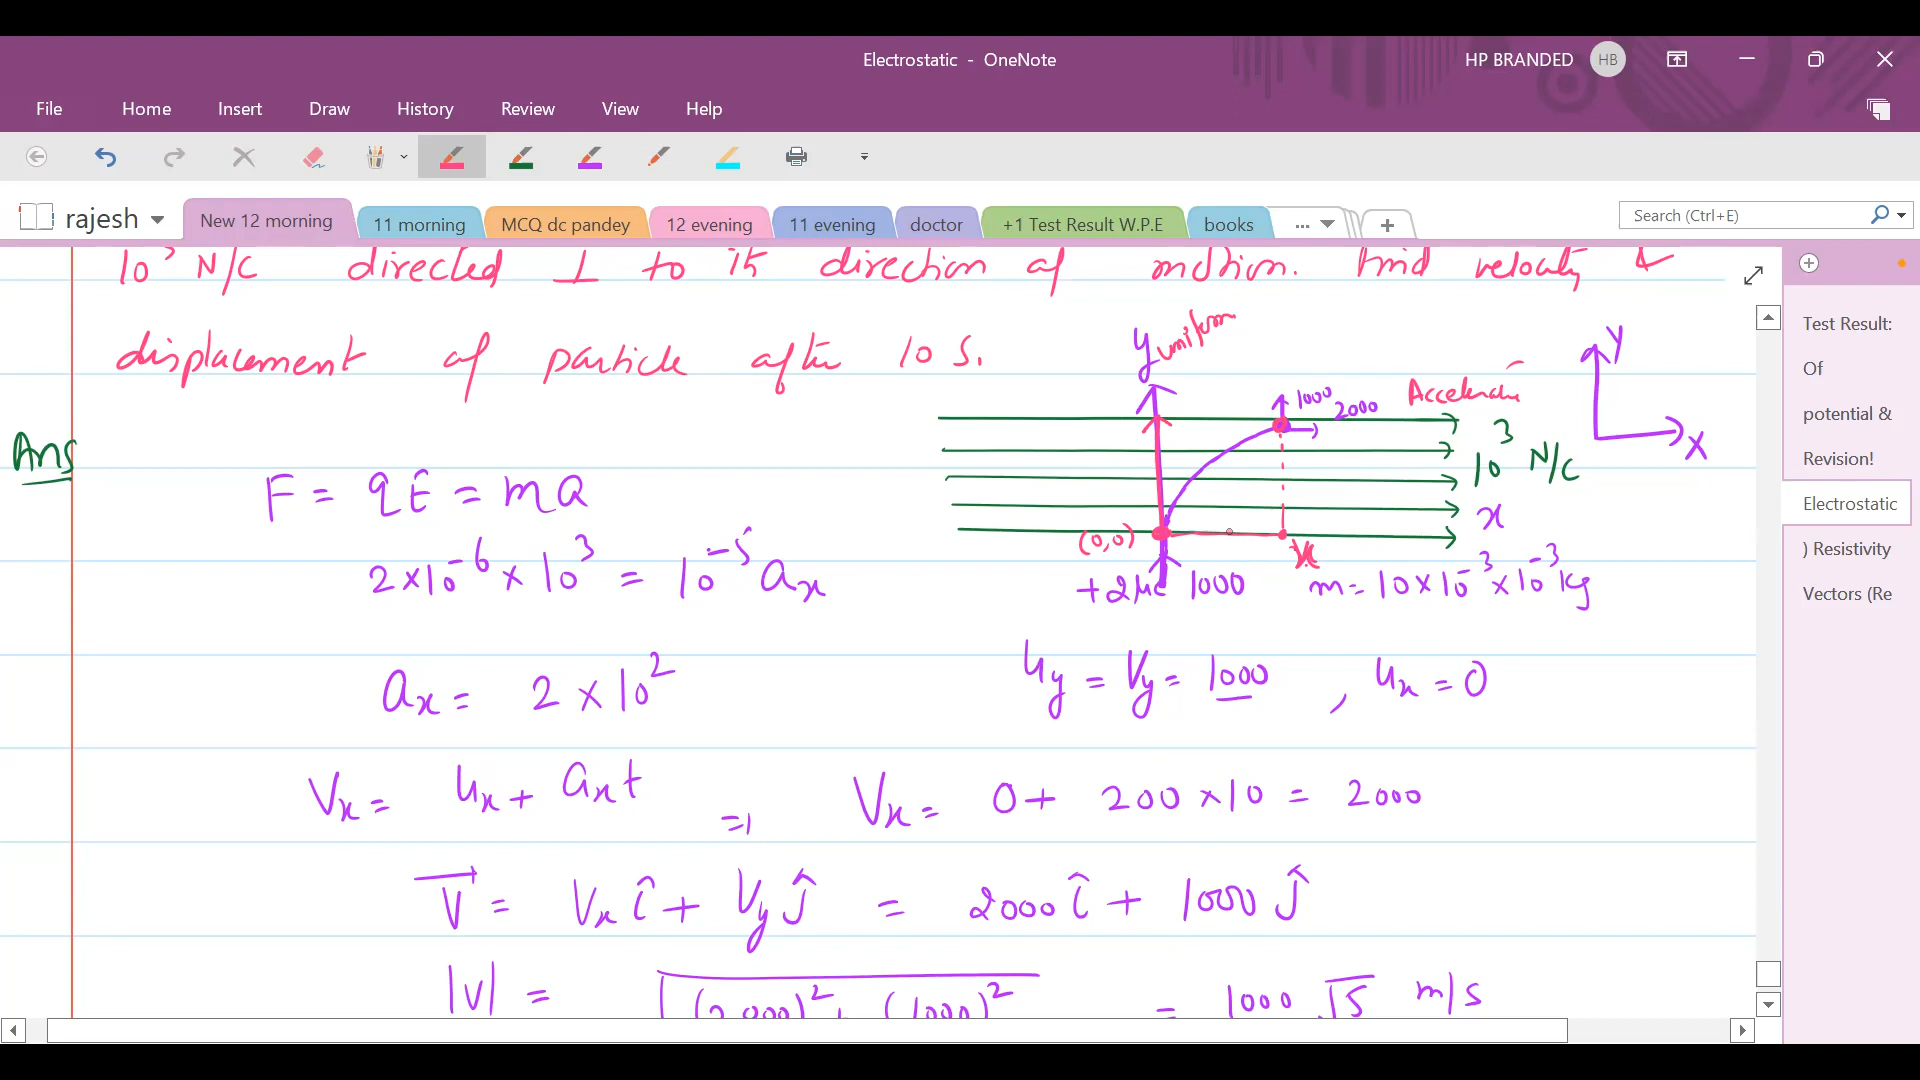 Electrostatic - OneNote
HP BRANDED HB
File Home Insert Draw History Review View Help
rajesh New 12 morning 11 morning MCQ dc pandey 12 evening 11 evening doctor +1 Test Result W.P.E books ... Search (Ctrl+E)
10³ N/C directed ⊥ to its direction of motion. Find velocity &
displacement of particle after 10 s.
Ans
F = qE = ma
2×10⁻⁶ × 10³ = 10⁻⁵ aₓ
aₓ = 2 × 10²
y uniform
1000
2000
Accelerati
10³ N/C
x
(0,0)
x
+2μc 1000 m = 10×10⁻³×10⁻³ kg
Y
X
u_y = V_y = 1000 , uₓ = 0
Vₓ = uₓ + aₓt ⇒ Vₓ = 0 + 200 × 10 = 2000
V⃗ = Vₓ î + V_y ĵ = 2000 î + 1000 ĵ
|V| = √(2000)² + (1000)² = 1000 √5 m/s
Test Result:
Of
potential &
Revision!
Electrostatic
) Resistivity
Vectors (Re